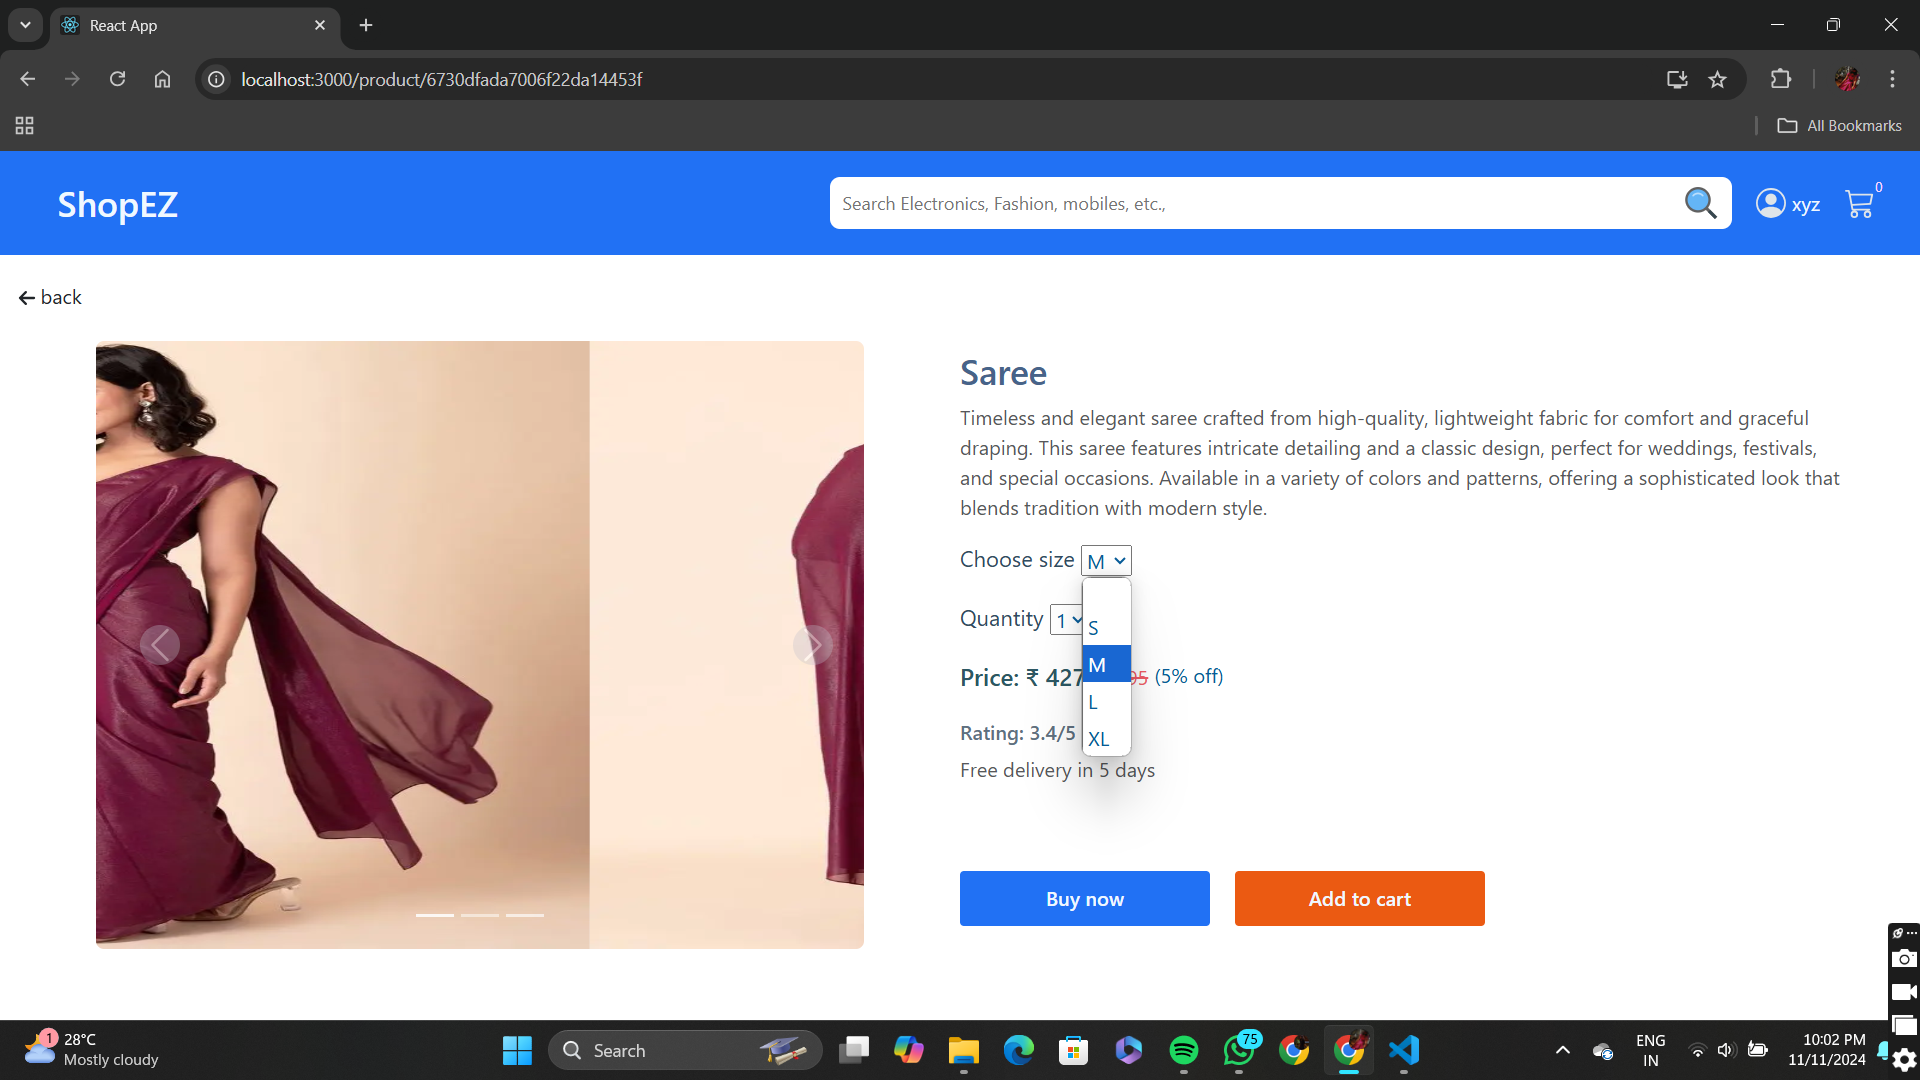 React App
localhost:3000/product/6730dfada7006f22da14453f
All Bookmarks
ShopEZ
Search Electronics, Fashion, mobiles, etc.,
xyz
0
back
Saree
Timeless and elegant saree crafted from high-quality, lightweight fabric for comfort and graceful
draping. This saree features intricate detailing and a classic design, perfect for weddings, festivals,
and special occasions. Available in a variety of colors and patterns, offering a sophisticated look that
blends tradition with modern style.
Choose size M
S
M
L
XL
Quantity 1
Price: ₹ 427 (5% off)
Rating: 3.4/5
Free delivery in 5 days
Buy now
Add to cart
1
28°C
Mostly cloudy
Search
75
ENG
IN
10:02 PM
11/11/2024